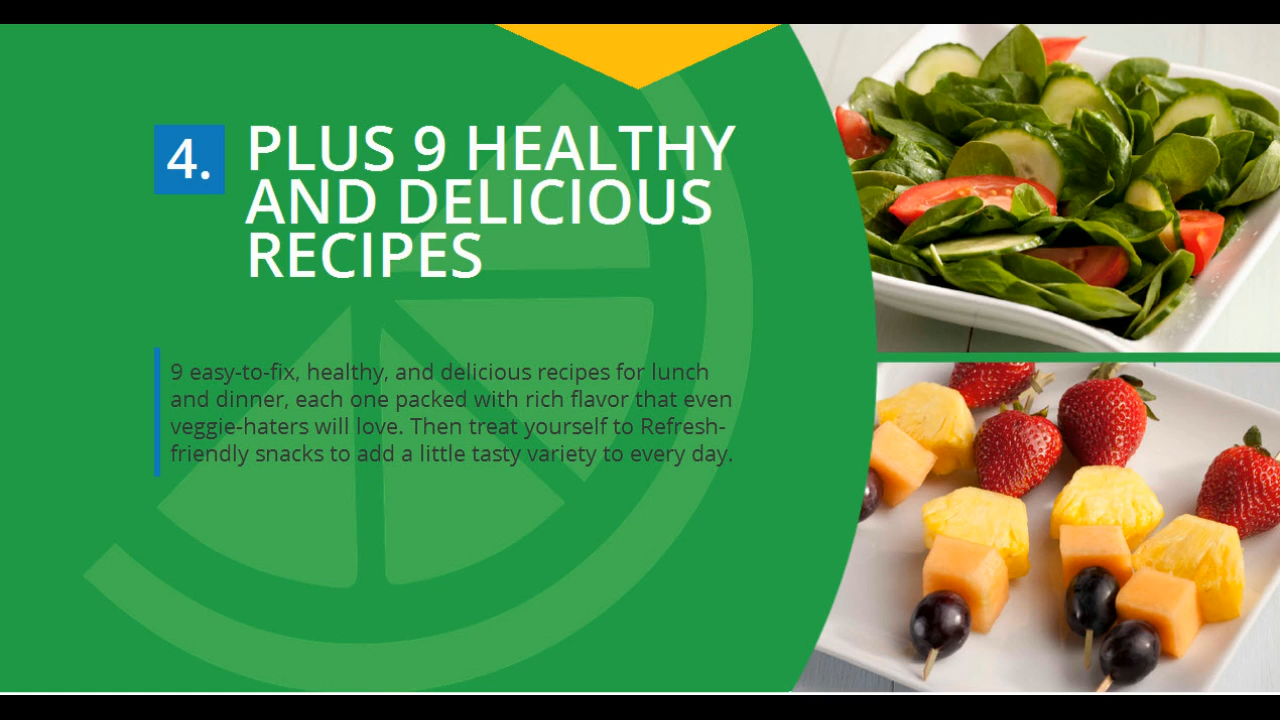 4. PLUS 9 HEALTHY
AND DELICIOUS
RECIPES
9 easy-to-fix, healthy, and delicious recipes for lunch
and dinner, each one packed with rich flavor that even
veggie-haters will love. Then treat yourself to Refresh-
friendly snacks to add a little tasty variety to every day.